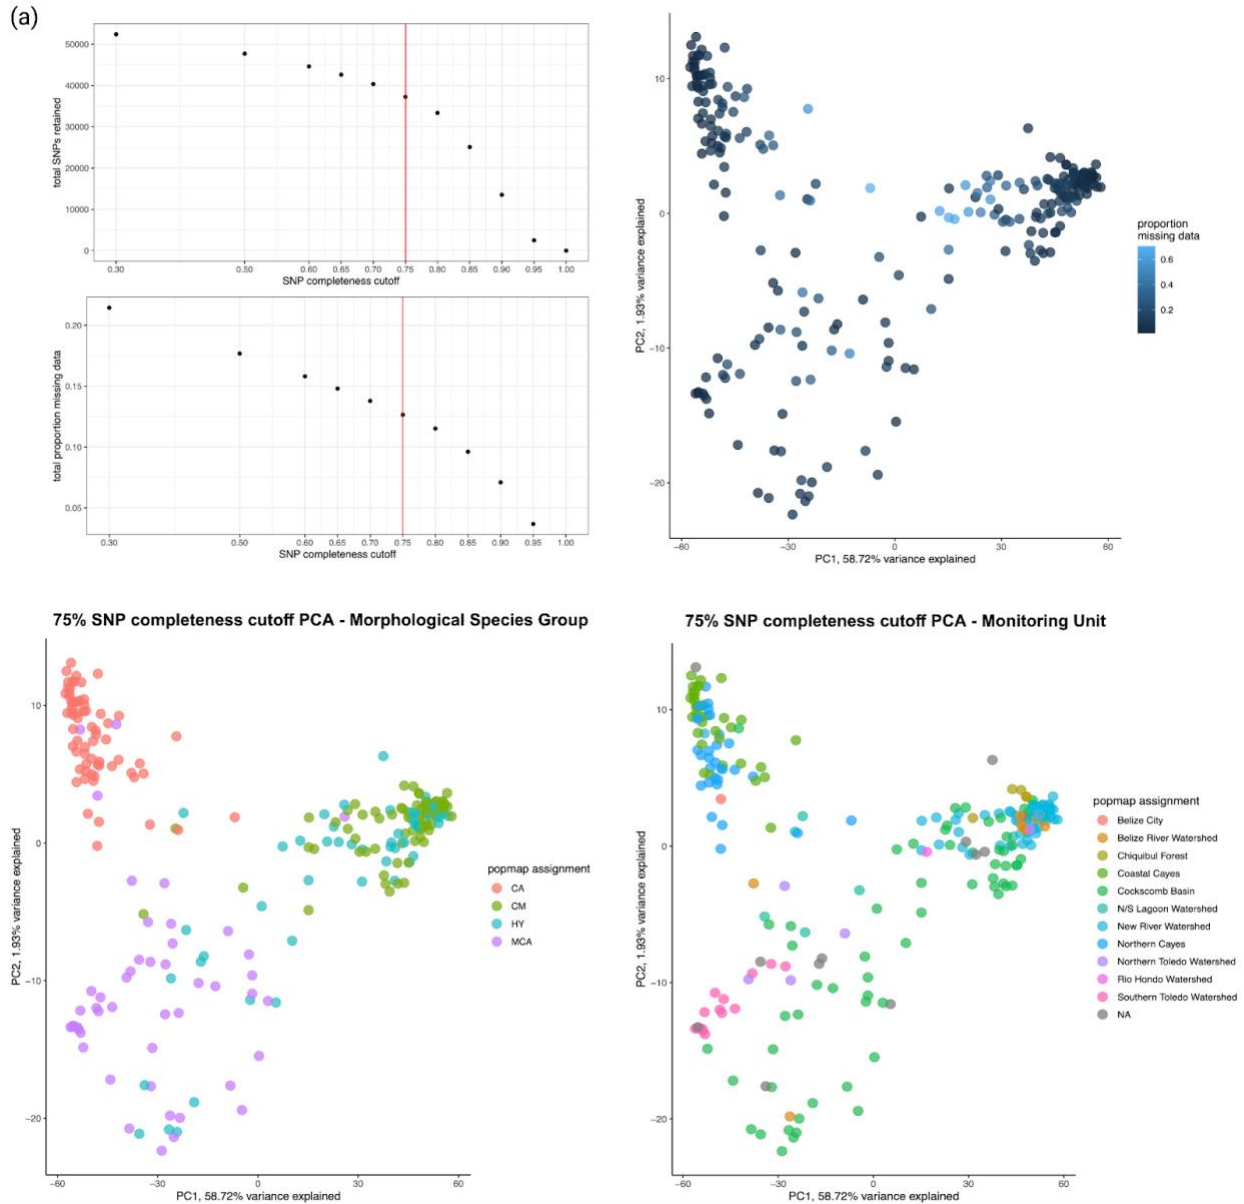 (a)
total SNPs retained
50000
40000
30000
20000
10000
0
0.30 0.50 0.60 0.65 0.70 0.75 0.80 0.85 0.90 0.95 1.00
SNP completeness cutoff
total proportion missing data
0.20
0.15
0.10
0.05
0.30 0.50 0.60 0.65 0.70 0.75 0.80 0.85 0.90 0.95 1.00
SNP completeness cutoff
PC2, 1.93% variance explained
10
0
−10
−20
−60 −30 0 30 60
PC1, 58.72% variance explained
proportion
missing data
0.6
0.4
0.2
75% SNP completeness cutoff PCA - Morphological Species Group
PC2, 1.93% variance explained
10
0
−10
−20
−60 −30 0 30 60
PC1, 58.72% variance explained
popmap assignment
CA
CM
HY
MCA
75% SNP completeness cutoff PCA - Monitoring Unit
PC2, 1.93% variance explained
10
0
−10
−20
−60 −30 0 30 60
PC1, 58.72% variance explained
popmap assignment
Belize City
Belize River Watershed
Chiquibul Forest
Coastal Cayes
Cockscomb Basin
N/S Lagoon Watershed
New River Watershed
Northern Cayes
Northern Toledo Watershed
Rio Hondo Watershed
Southern Toledo Watershed
NA